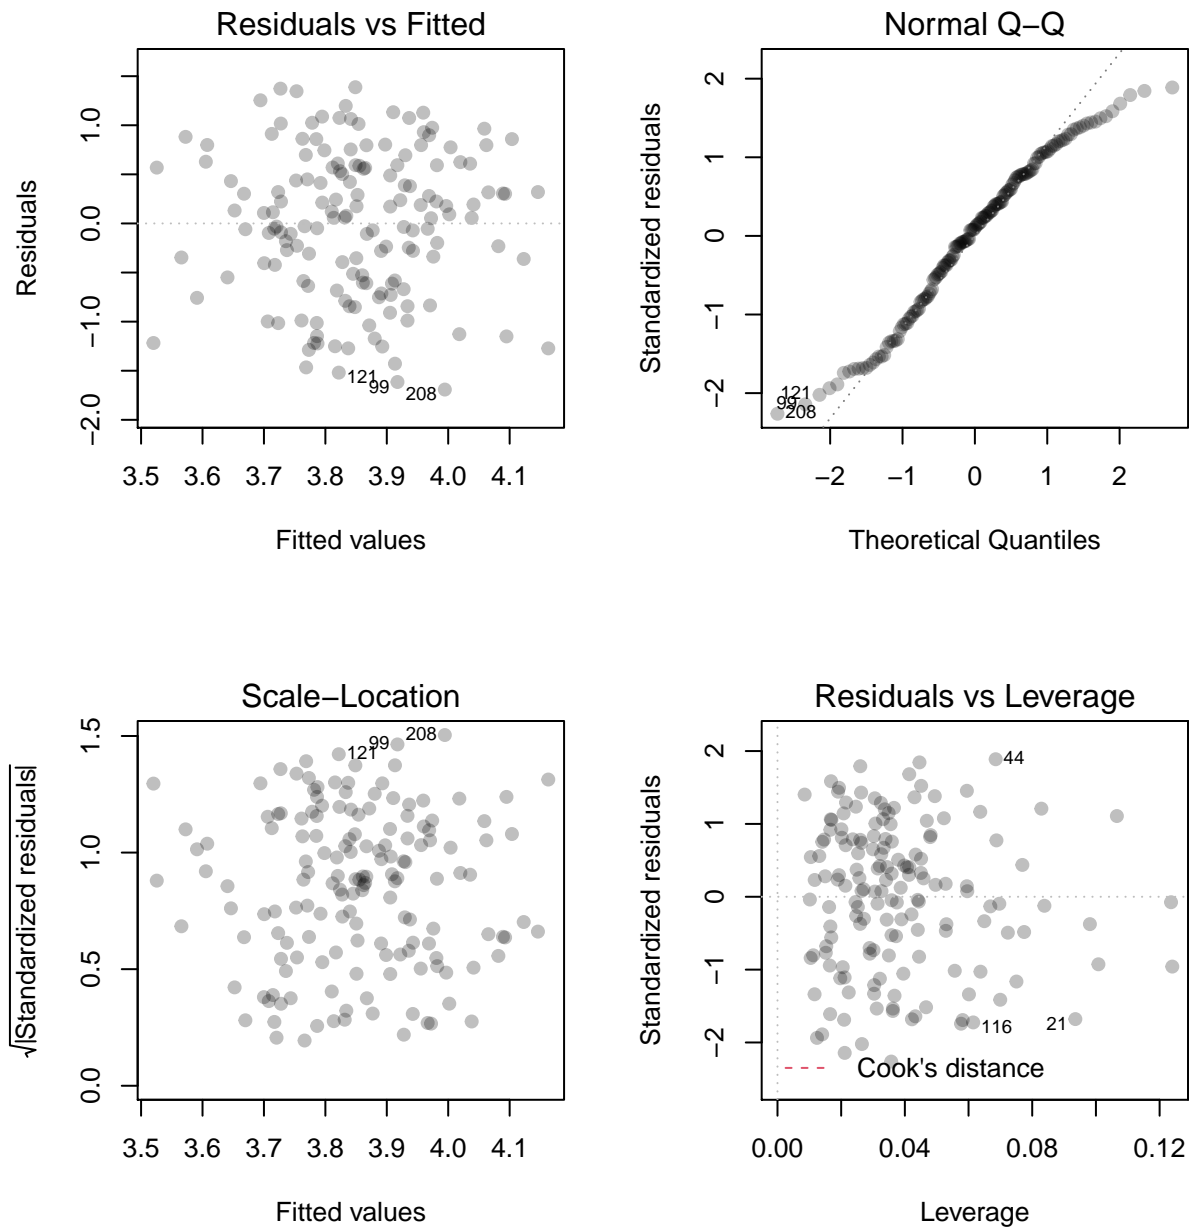 Residuals vs Fitted
Residuals
1.0
0.0
−1.0
−2.0
121
99
208
3.5 3.6 3.7 3.8 3.9 4.0 4.1
Fitted values
Normal Q−Q
Standardized residuals
2
1
0
−1
−2
121
99
208
−2 −1 0 1 2
Theoretical Quantiles
Scale−Location
√|Standardized residuals|
1.5
1.0
0.5
0.0
208
99
121
3.5 3.6 3.7 3.8 3.9 4.0 4.1
Fitted values
Residuals vs Leverage
Standardized residuals
2
1
0
−1
−2
44
116
21
Cook's distance
0.00 0.04 0.08 0.12
Leverage